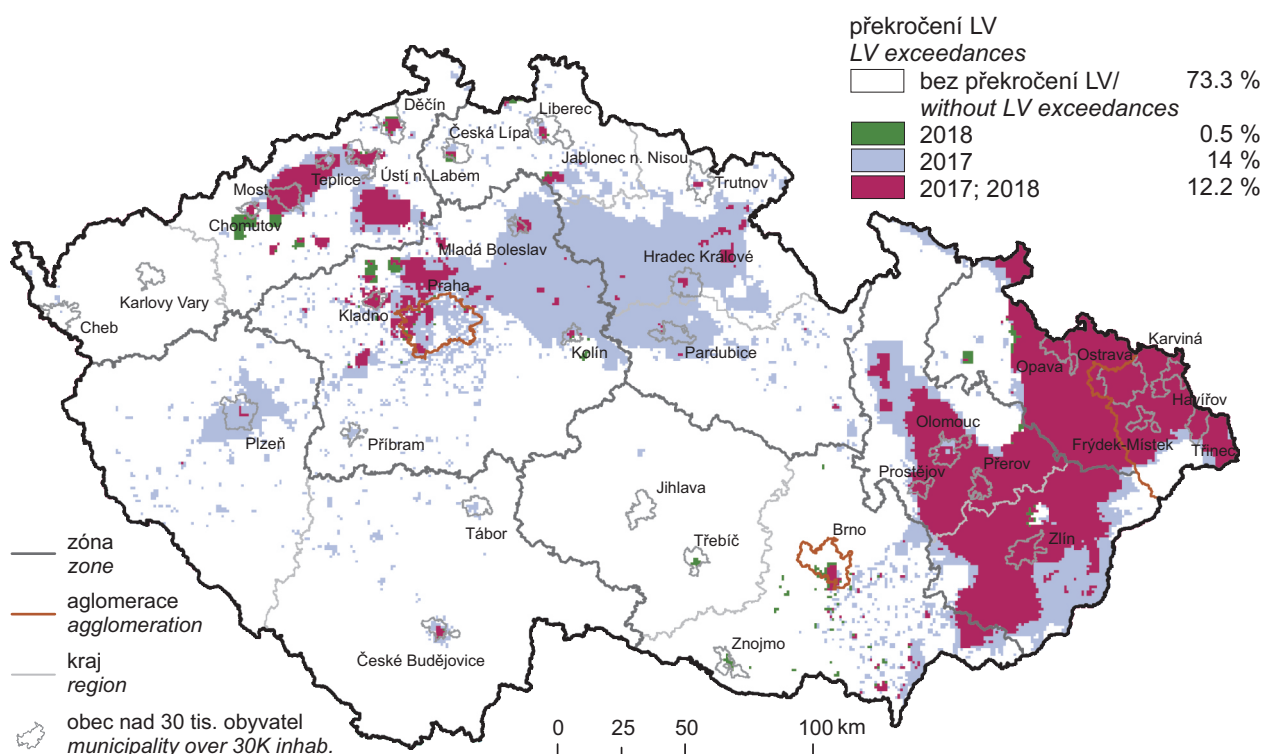 překročení LV
LV exceedances
bez překročení LV/ 73.3 %
without LV exceedances
2018 0.5 %
2017 14 %
2017; 2018 12.2 %
Děčín
Liberec
Česká Lípa
Jablonec n. Nisou
Teplice
Ústí n. Labem
Trutnov
Most
Chomutov
Mladá Boleslav
Hradec Králové
Karlovy Vary
Praha
Cheb
Kladno
Kolín
Pardubice
Karviná
Ostrava
Opava
Havířov
Plzeň
Příbram
Olomouc
Frýdek-Místek
Třinec
Prostějov
Přerov
Jihlava
Tábor
Třebíč
Brno
Zlín
České Budějovice
Znojmo
zóna
zone
aglomerace
agglomeration
kraj
region
obec nad 30 tis. obyvatel
municipality over 30K inhab.
0 25 50 100 km